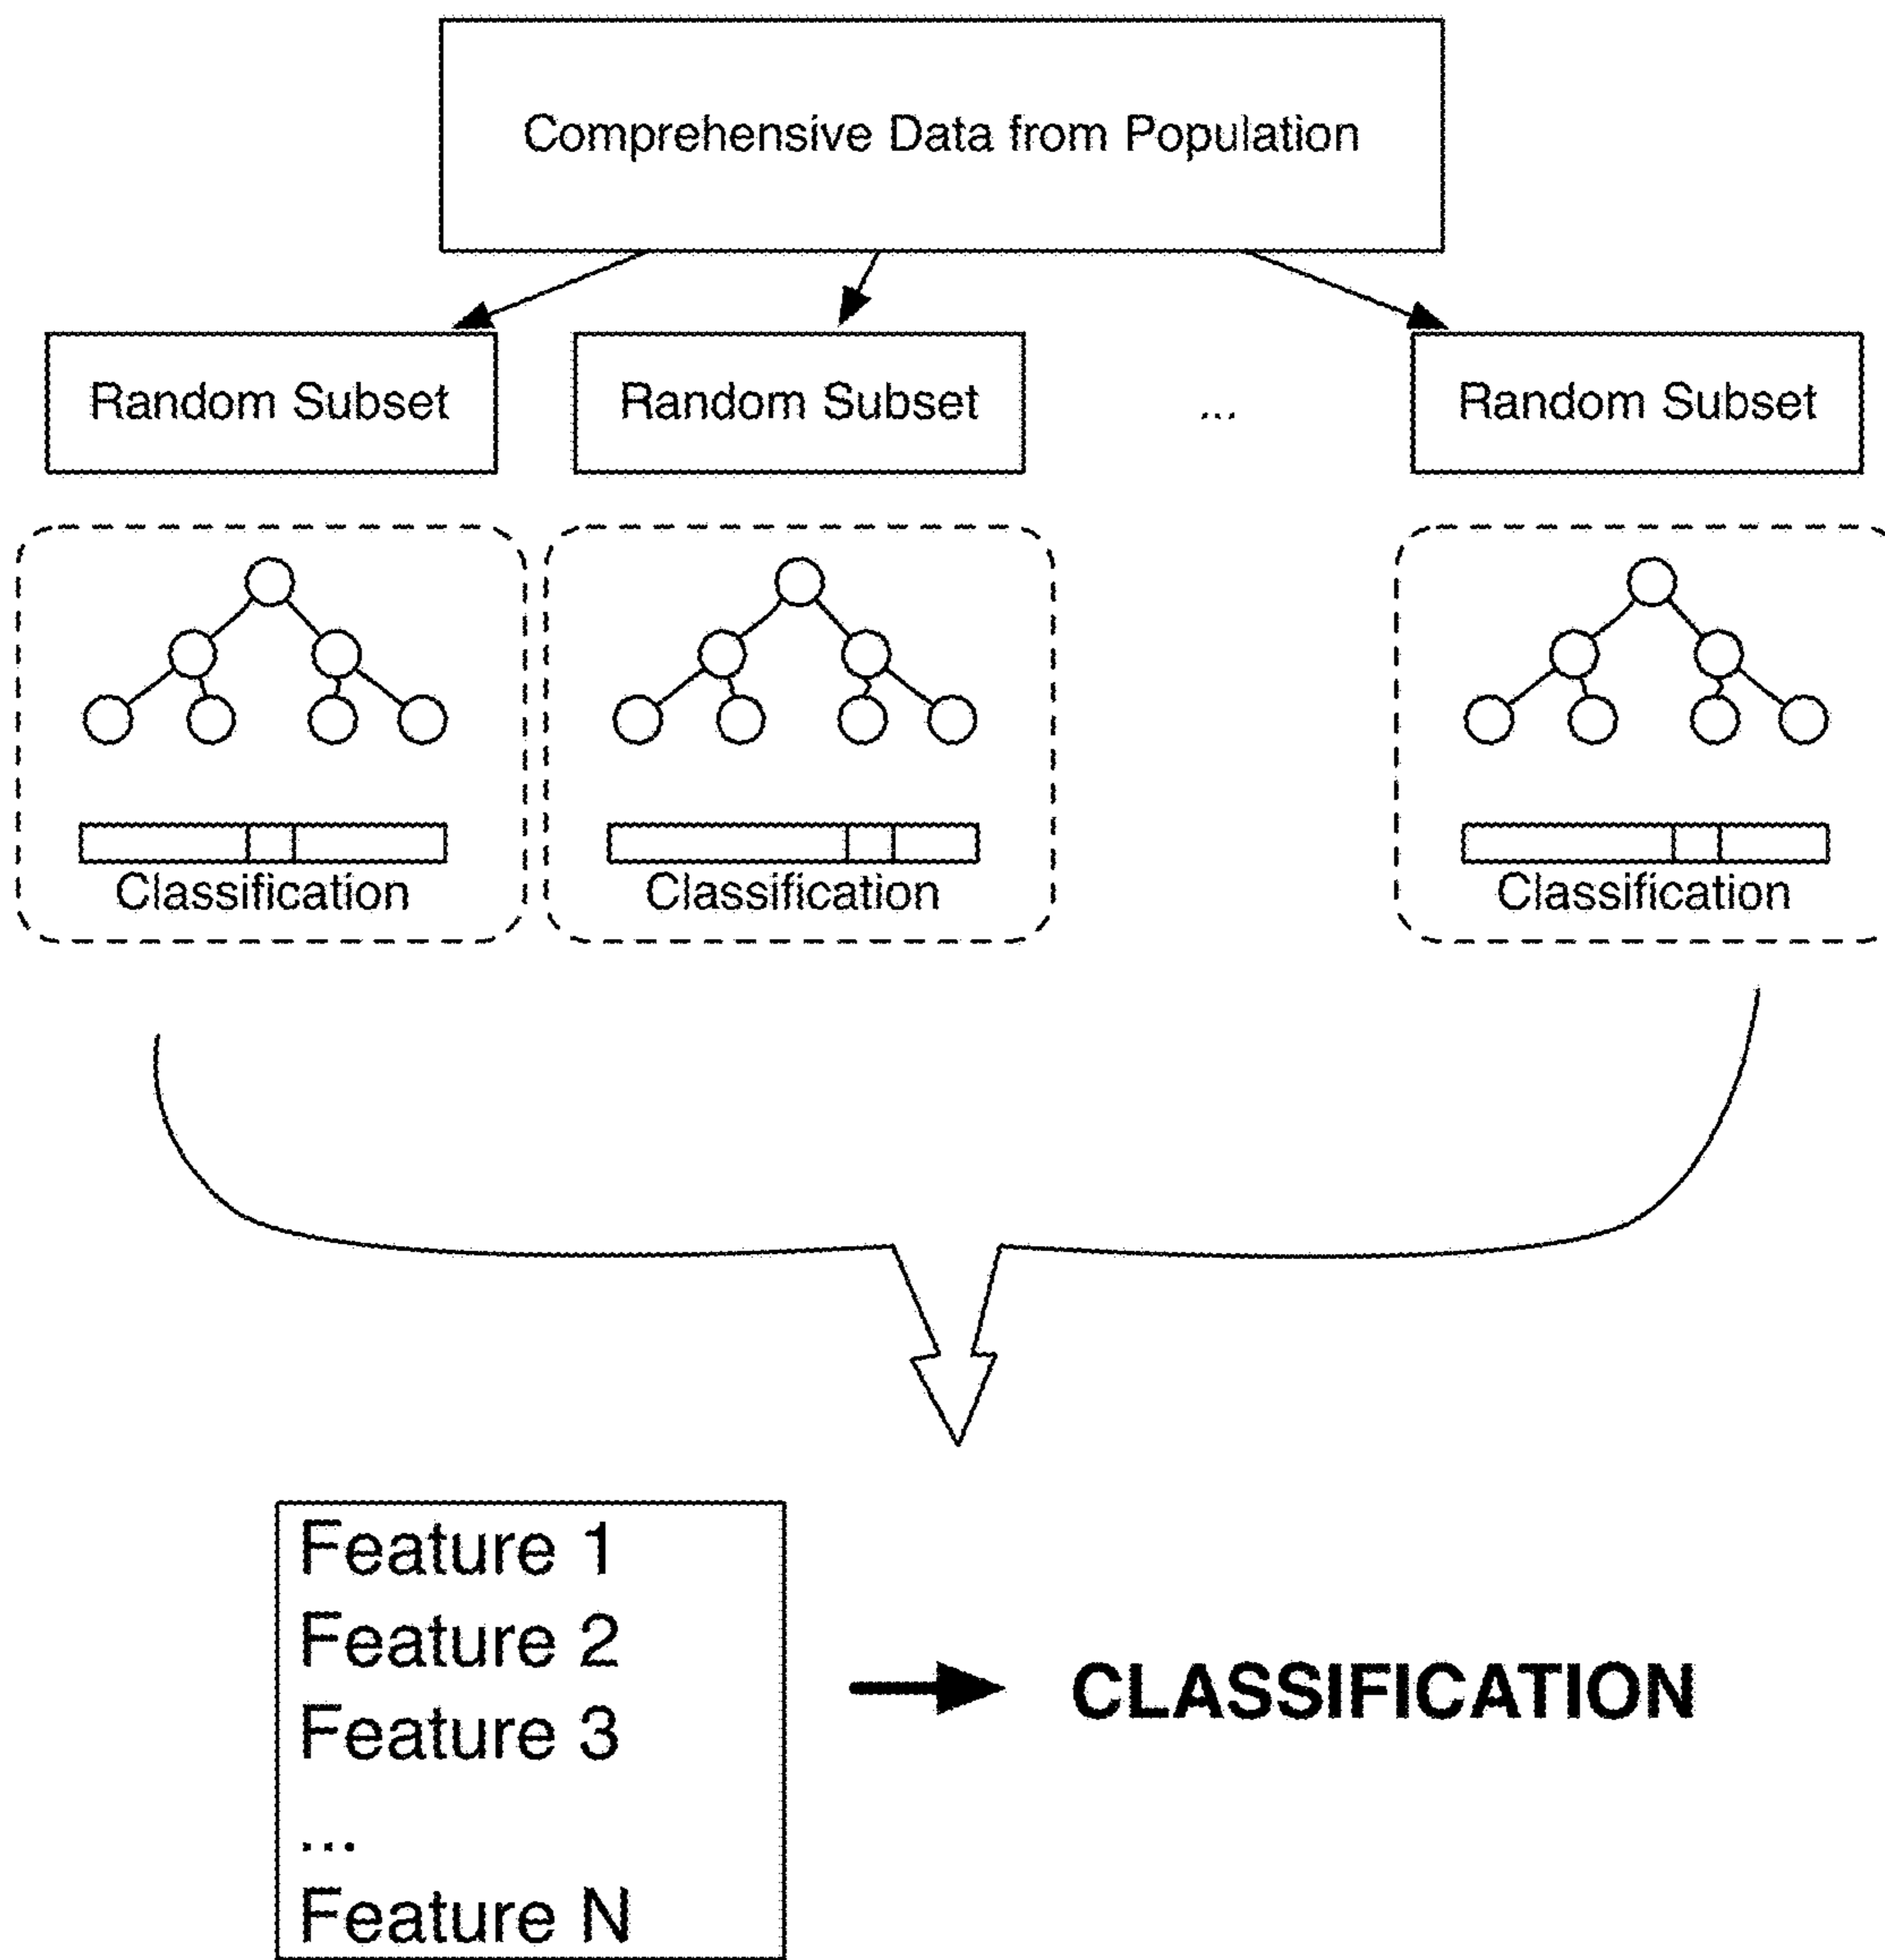 Comprehensive Data from Population
Random Subset
Random Subset
...
Random Subset
Classification
Classification
Classification
Feature 1
Feature 2
Feature 3
...
Feature N
CLASSIFICATION